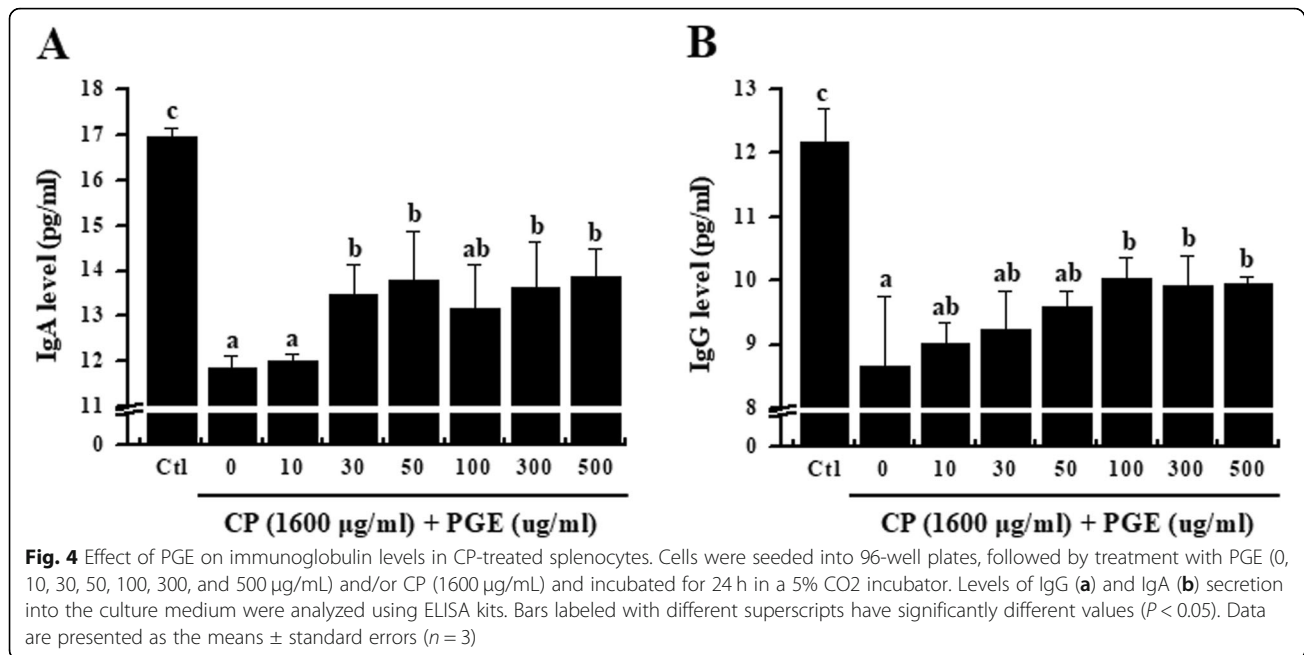 A
B
18
17
16
15
14
13
12
11
0
IgA level (pg/ml)
c
a
a
b
b
ab
b
b
Ctl 0 10 30 50 100 300 500
CP (1600 µg/ml) + PGE (ug/ml)
13
12
11
10
9
8
0
IgG level (pg/ml)
c
a
ab
ab
ab
b
b
b
Ctl 0 10 30 50 100 300 500
CP (1600 µg/ml) + PGE (ug/ml)
Fig. 4 Effect of PGE on immunoglobulin levels in CP-treated splenocytes. Cells were seeded into 96-well plates, followed by treatment with PGE (0,
10, 30, 50, 100, 300, and 500 µg/mL) and/or CP (1600 µg/mL) and incubated for 24 h in a 5% CO2 incubator. Levels of IgG (a) and IgA (b) secretion
into the culture medium were analyzed using ELISA kits. Bars labeled with different superscripts have significantly different values (P < 0.05). Data
are presented as the means ± standard errors (n = 3)